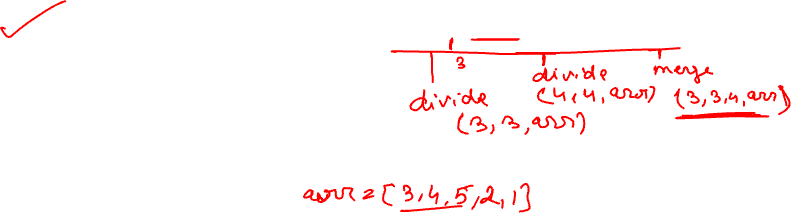 3
divide divide merge
(3,3,arr) (4,4,arr) (3,3,4,arr)
arr=[3,4,5,2,1]